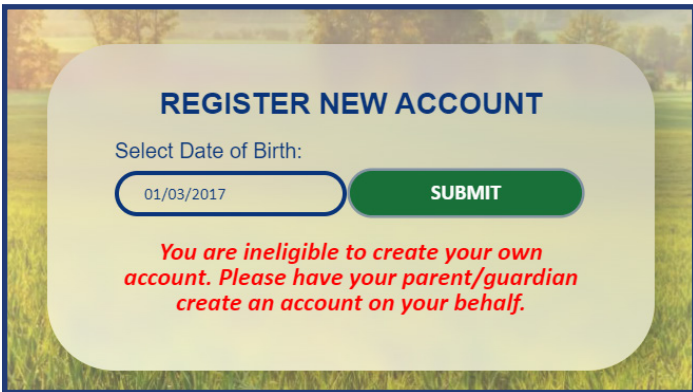 REGISTER NEW ACCOUNT
Select Date of Birth:
01/03/2017
SUBMIT
You are ineligible to create your own
account. Please have your parent/guardian
create an account on your behalf.